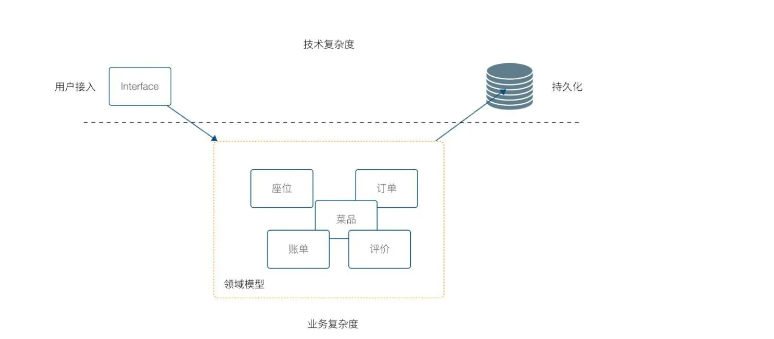 技术复杂度
用户接入
Interface
持久化
座位
订单
菜品
账单
评价
领域模型
业务复杂度